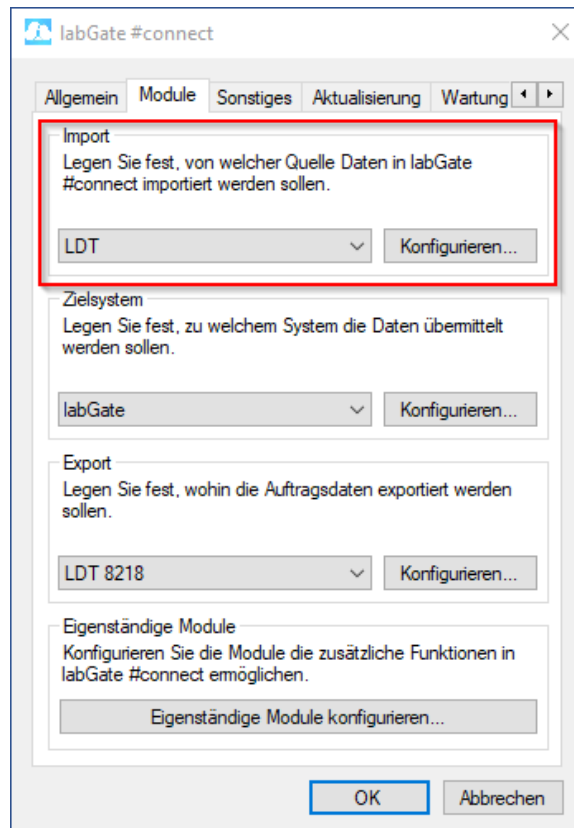 labGate #connect
Allgemein Module Sonstiges Aktualisierung Wartung
Import
Legen Sie fest, von welcher Quelle Daten in labGate
#connect importiert werden sollen.
LDT Konfigurieren...
Zielsystem
Legen Sie fest, zu welchem System die Daten übermittelt
werden sollen.
labGate Konfigurieren...
Export
Legen Sie fest, wohin die Auftragsdaten exportiert werden
sollen.
LDT 8218 Konfigurieren...
Eigenständige Module
Konfigurieren Sie die Module die zusätzliche Funktionen in
labGate #connect ermöglichen.
Eigenständige Module konfigurieren...
OK Abbrechen